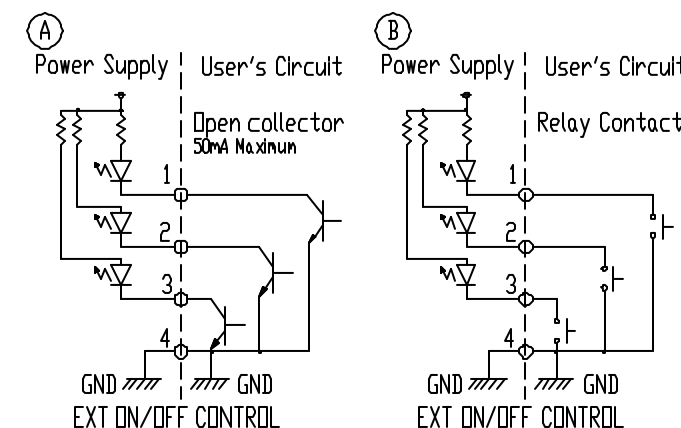 A
Power Supply
User's Circuit
Open collector
50mA Maximum
1
2
3
4
GND
GND
EXT ON/OFF CONTROL
B
Power Supply
User's Circuit
Relay Contact
1
2
3
4
GND
GND
EXT ON/OFF CONTROL